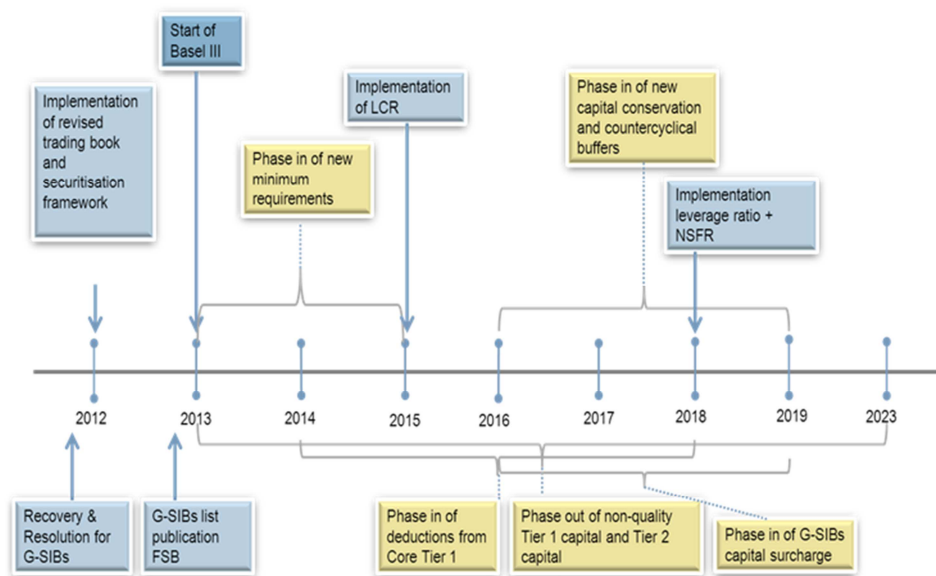 Start of
Basel III
Implementation
of revised
trading book
and
securitisation
framework
Implementation
of LCR
Phase in of new
minimum
requirements
Phase in of new
capital conservation
and countercyclical
buffers
Implementation
leverage ratio +
NSFR
2012
2013
2014
2015
2016
2017
2018
2019
2023
Recovery &
Resolution for
G-SIBs
G-SIBs list
publication
FSB
Phase in of
deductions from
Core Tier 1
Phase out of non-quality
Tier 1 capital and Tier 2
capital
Phase in of G-SIBs
capital surcharge